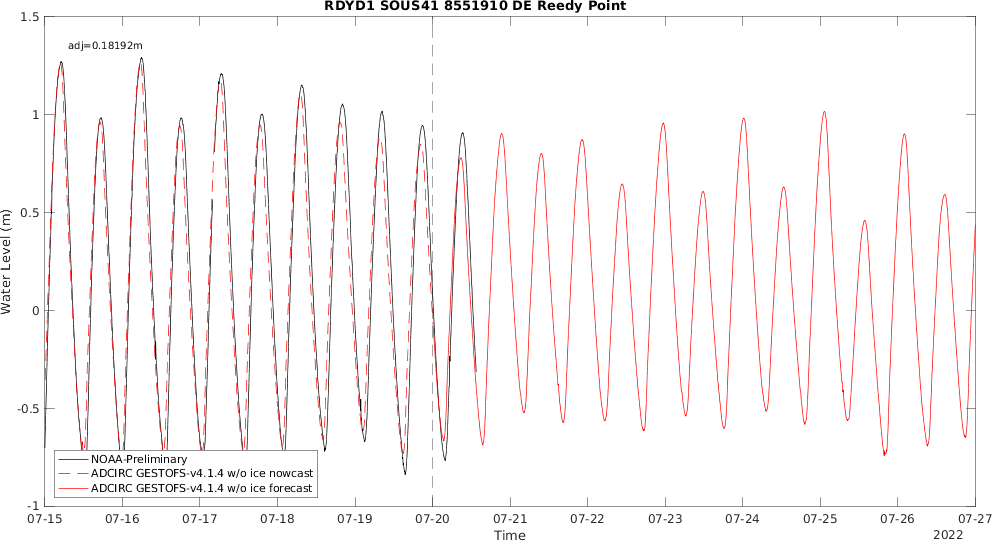 RDYD1 SOUS41 8551910 DE Reedy Point
1.5
adj=0.18192m
1
0.5
Water Level (m)
0
-0.5
NOAA-Preliminary
ADCIRC GESTOFS-v4.1.4 w/o ice nowcast
ADCIRC GESTOFS-v4.1.4 w/o ice forecast
-1
07-15 07-16 07-17 07-18 07-19 07-20 07-21 07-22 07-23 07-24 07-25 07-26 07-27
Time
2022